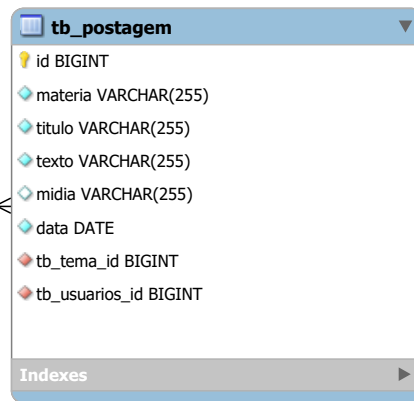 tb_postagem
id BIGINT
materia VARCHAR(255)
titulo VARCHAR(255)
texto VARCHAR(255)
midia VARCHAR(255)
data DATE
tb_tema_id BIGINT
tb_usuarios_id BIGINT
Indexes